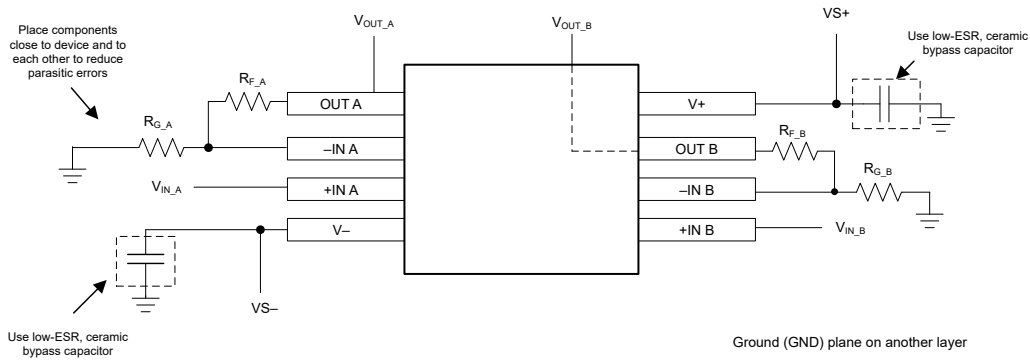 Place components
close to device and to
each other to reduce
parasitic errors
VOUT_A
VOUT_B
VS+
Use low-ESR, ceramic
bypass capacitor
RF_A
OUT A
V+
RG_A
–IN A
OUT B
RF_B
VIN_A
+IN A
–IN B
RG_B
V–
+IN B
VIN_B
VS–
Use low-ESR, ceramic
bypass capacitor
Ground (GND) plane on another layer